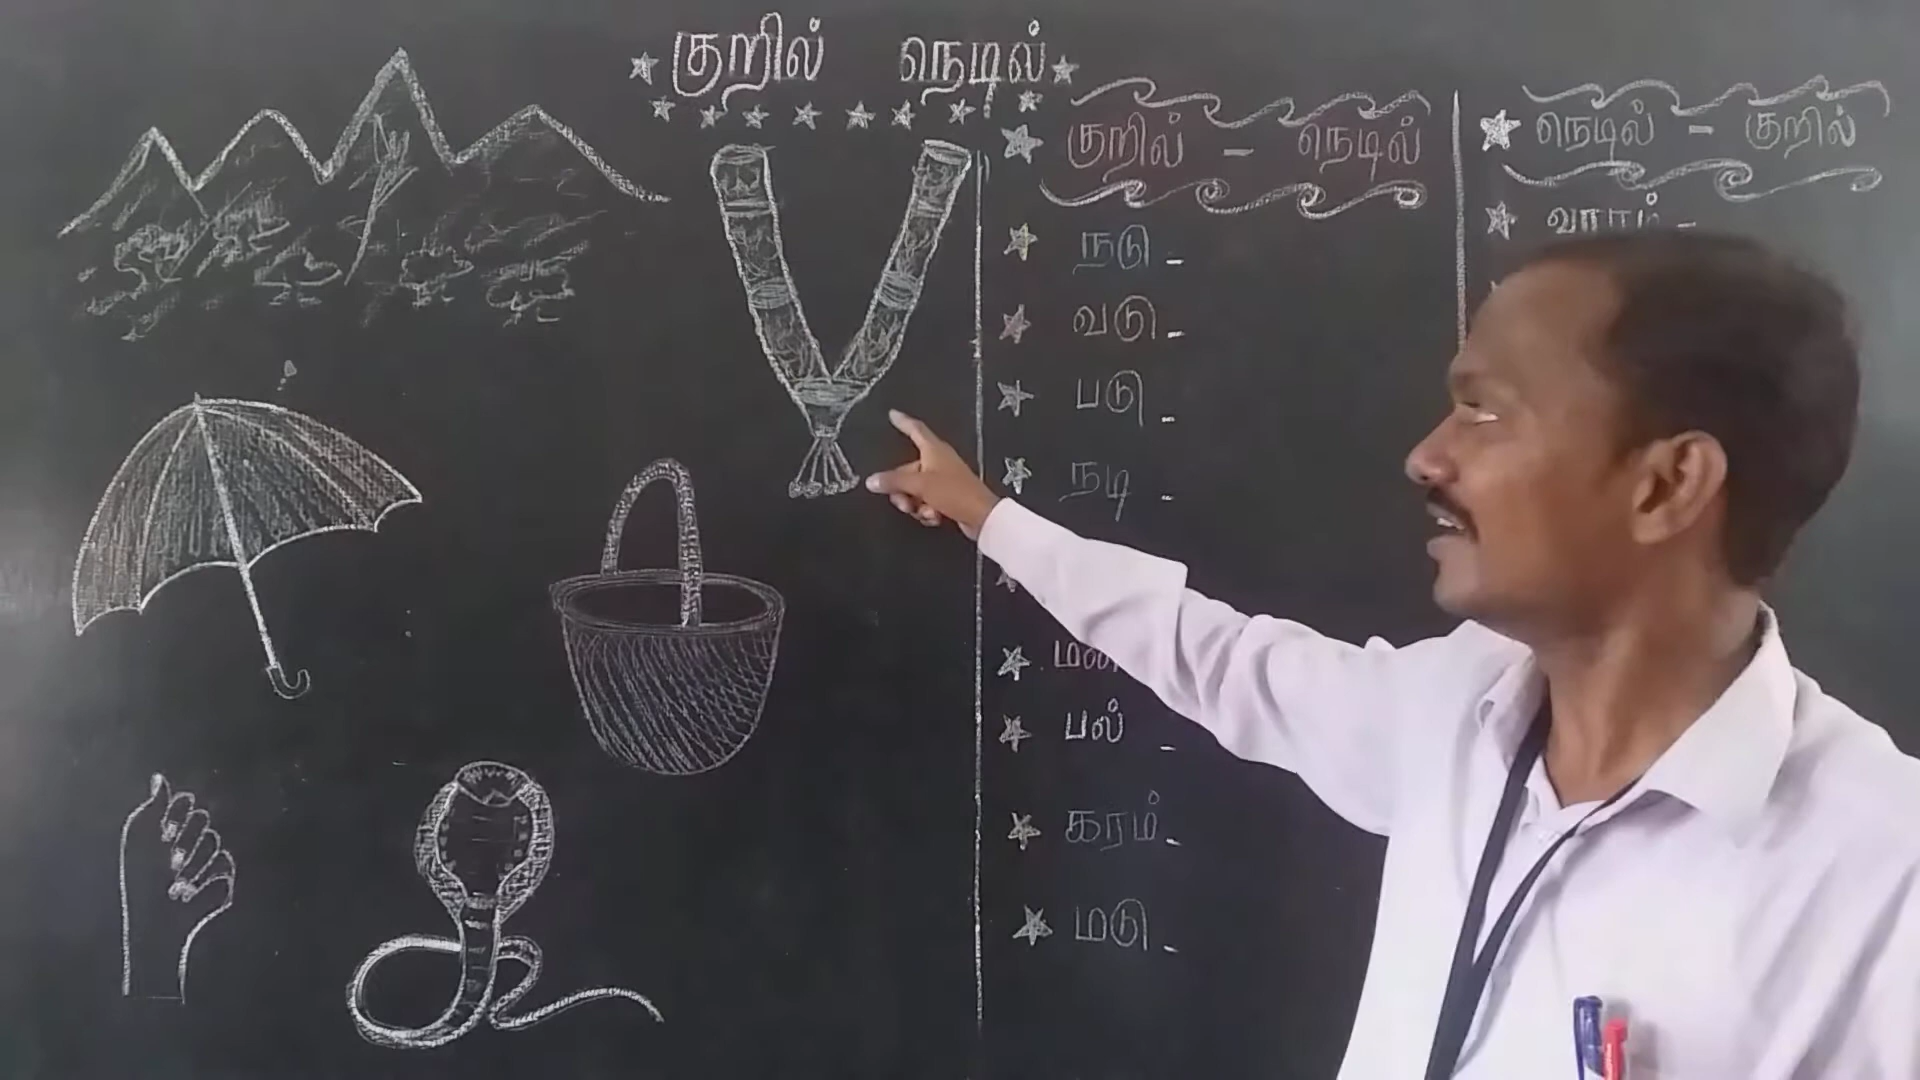 குறில் நெடில்
குறில் - நெடில்
நடு -
வடு -
படு -
நடி -
பல் -
கரம் -
மடு -
நெடில் - குறில்